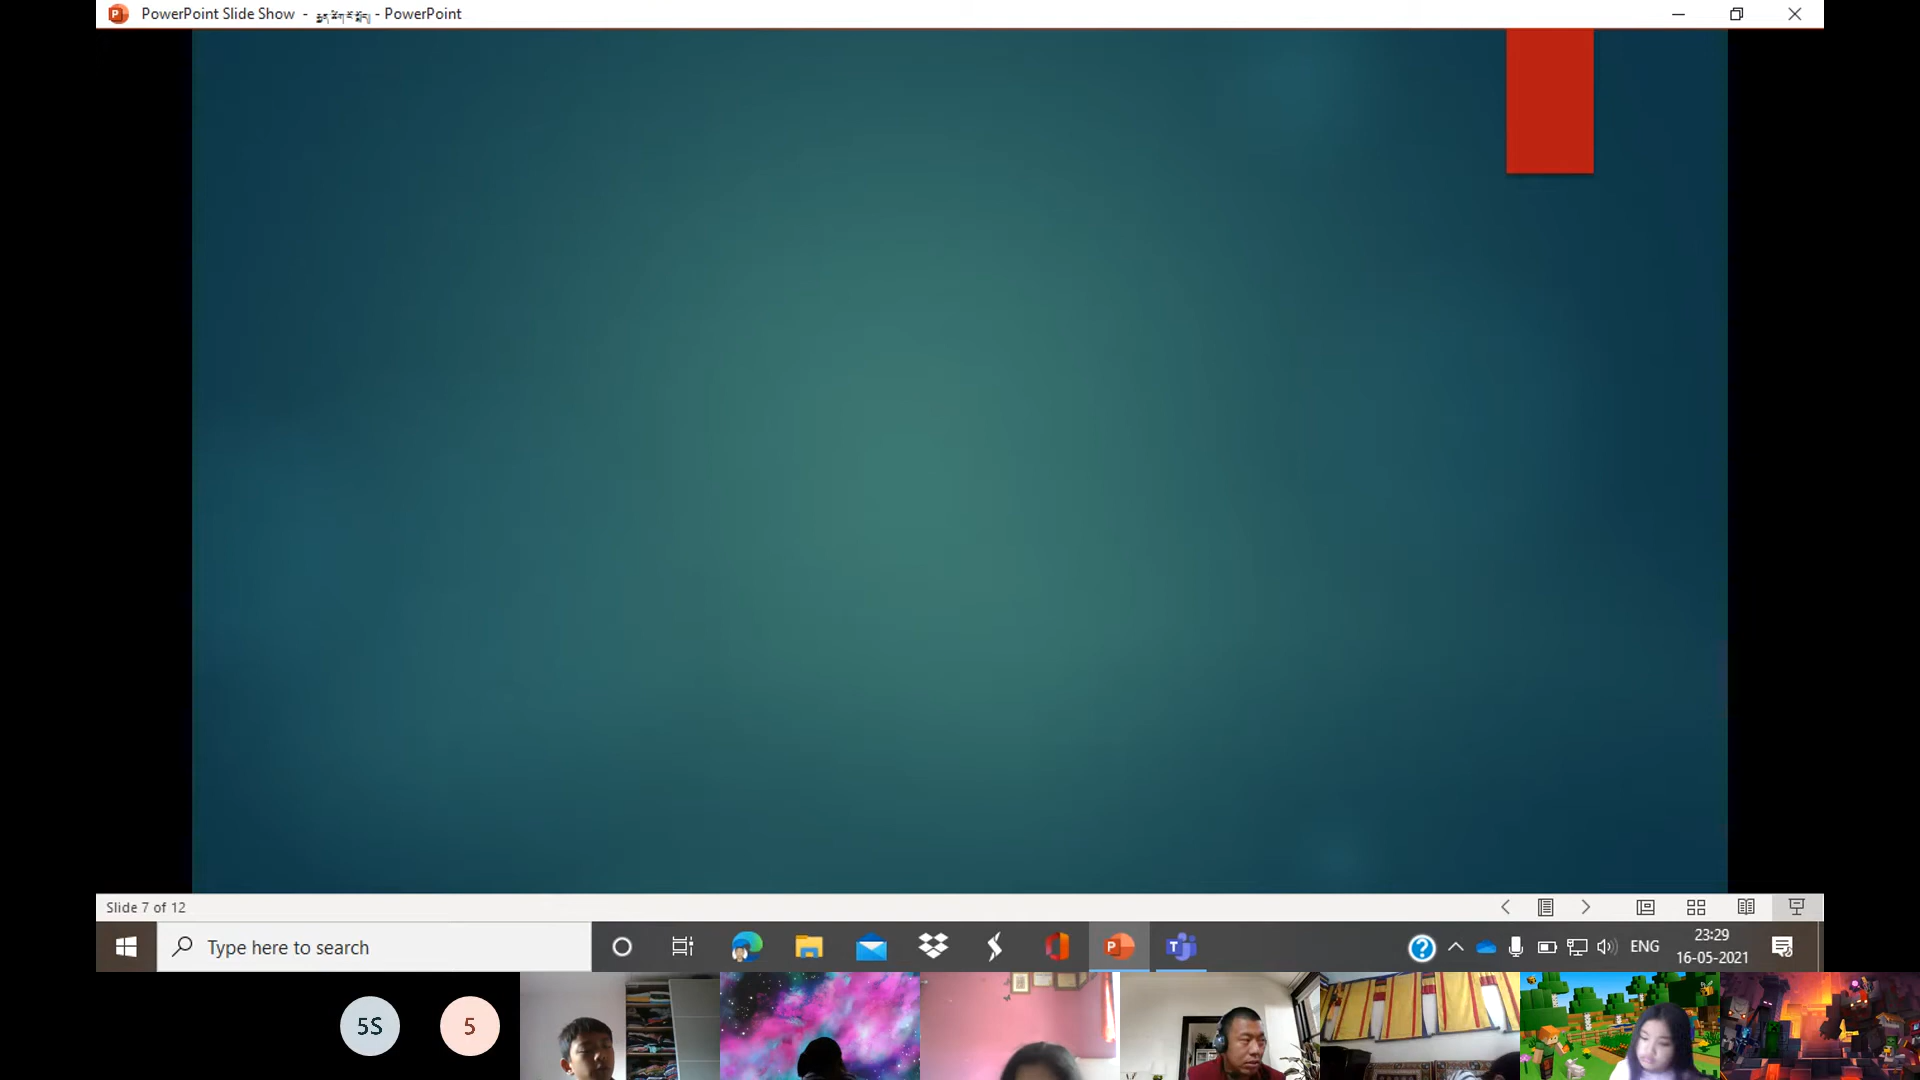 PowerPoint Slide Show - - PowerPoint
Slide 7 of 12
Type here to search
ENG
23:29
16-05-2021
5S
5